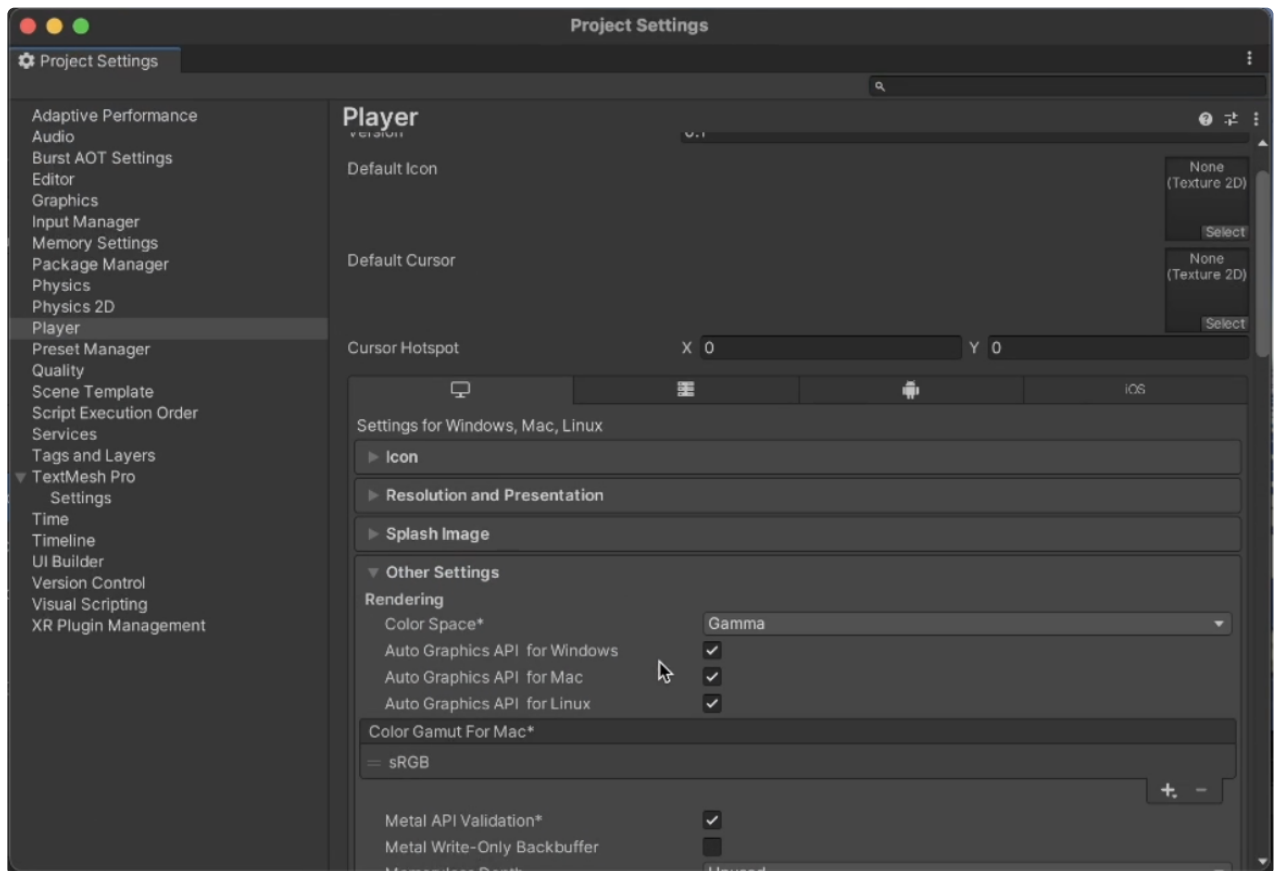 Project Settings
Project Settings
Adaptive Performance
Audio
Burst AOT Settings
Editor
Graphics
Input Manager
Memory Settings
Package Manager
Physics
Physics 2D
Player
Preset Manager
Quality
Scene Template
Script Execution Order
Services
Tags and Layers
TextMesh Pro
Settings
Time
Timeline
UI Builder
Version Control
Visual Scripting
XR Plugin Management
Player
Version 0.1
Default Icon
None
(Texture 2D)
Select
Default Cursor
None
(Texture 2D)
Select
Cursor Hotspot X 0 Y 0
iOS
Settings for Windows, Mac, Linux
Icon
Resolution and Presentation
Splash Image
Other Settings
Rendering
Color Space* Gamma
Auto Graphics API for Windows
Auto Graphics API for Mac
Auto Graphics API for Linux
Color Gamut For Mac*
sRGB
Metal API Validation*
Metal Write-Only Backbuffer